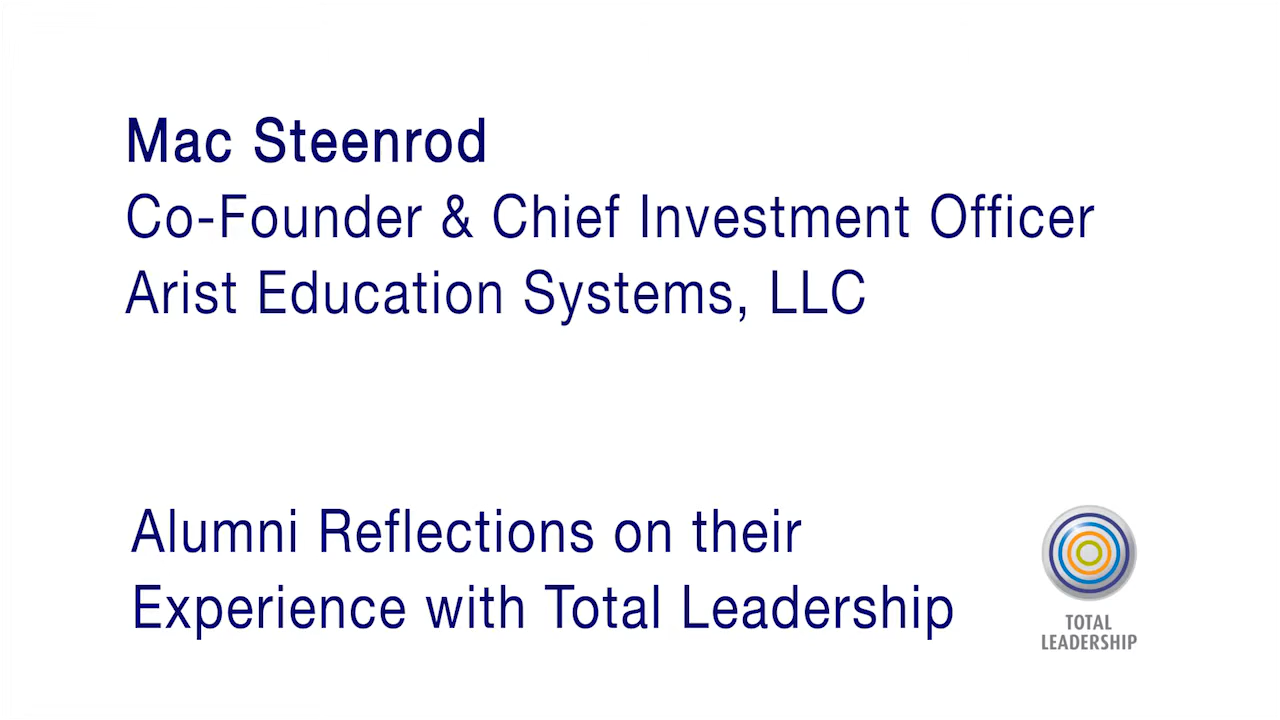 Mac Steenrod
Co-Founder & Chief Investment Officer
Arist Education Systems, LLC
Alumni Reflections on their
Experience with Total Leadership
TOTAL
LEADERSHIP